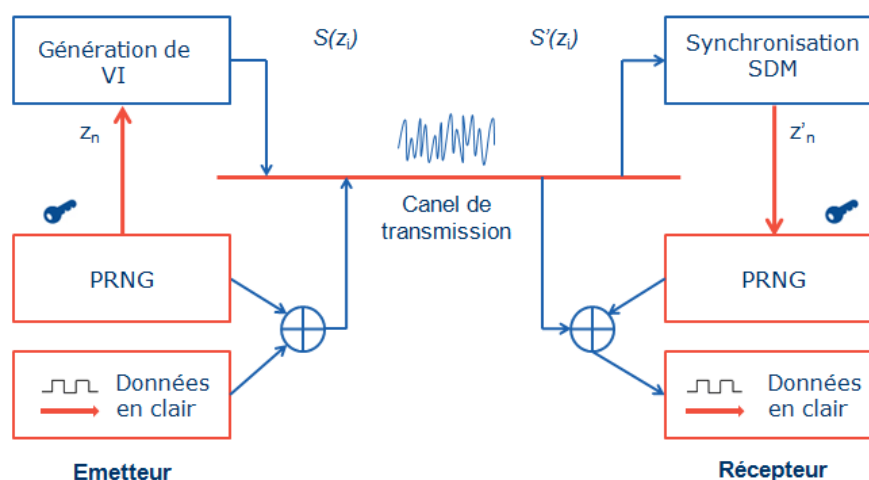 Génération de
VI
S(zi)
S'(zi)
Synchronisation
SDM
zn
z'n
Canel de
transmission
PRNG
PRNG
Données
en clair
Données
en clair
Emetteur
Récepteur